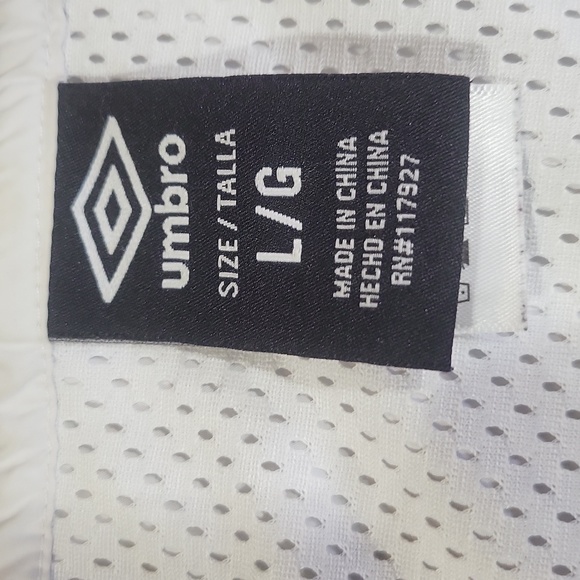 umbro
SIZE/TALLA
L/G
MADE IN CHINA
HECHO EN CHINA
RN#117927